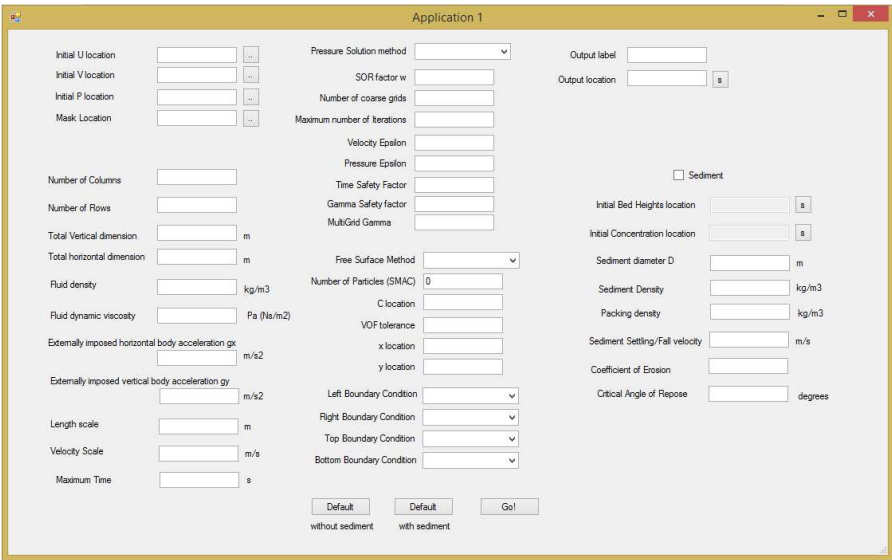 Application 1
Initial U location ..
Initial V location ..
Initial P location ..
Mask Location ..
Number of Columns
Number of Rows
Total Vertical dimension m
Total horizontal dimension m
Fluid density kg/m3
Fluid dynamic viscosity Pa (Ns/m2)
Externally imposed horizontal body acceleration gx
m/s2
Externally imposed vertical body acceleration gy
m/s2
Length scale m
Velocity Scale m/s
Maximum Time s
Pressure Solution method
SOR factor w
Number of coarse grids
Maximum number of Iterations
Velocity Epsilon
Pressure Epsilon
Time Safety Factor
Gamma Safety factor
MultiGrid Gamma
Free Surface Method
Number of Particles (SMAC) 0
C location
VOF tolerance
x location
y location
Left Boundary Condition
Right Boundary Condition
Top Boundary Condition
Bottom Boundary Condition
Default Default Go!
without sediment with sediment
Output label
Output location s
Sediment
Initial Bed Heights location s
Initial Concentration location s
Sediment diameter D m
Sediment Density kg/m3
Packing density kg/m3
Sediment Settling/Fall velocity m/s
Coefficient of Erosion
Critical Angle of Repose degrees